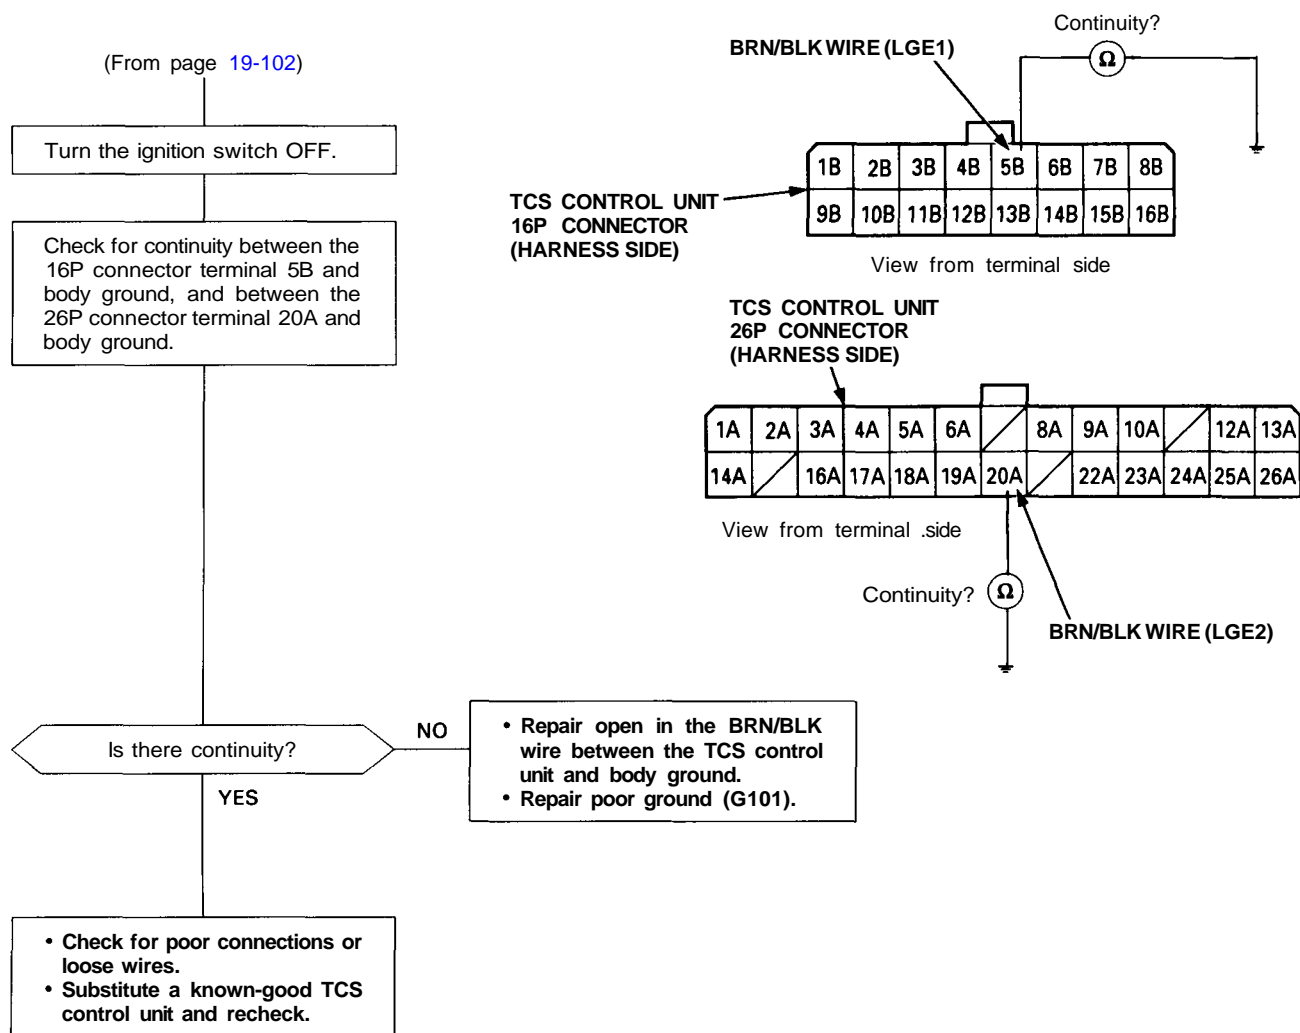 (From page 19-102)
Turn the ignition switch OFF.
Check for continuity between the
16P connector terminal 5B and
body ground, and between the
26P connector terminal 20A and
body ground.
Is there continuity?
NO
• Repair open in the BRN/BLK
wire between the TCS control
unit and body ground.
• Repair poor ground (G101).
YES
• Check for poor connections or
loose wires.
• Substitute a known-good TCS
control unit and recheck.
Continuity?
BRN/BLK WIRE (LGE1)
Ω
1B 2B 3B 4B 5B 6B 7B 8B
9B 10B 11B 12B 13B 14B 15B 16B
TCS CONTROL UNIT
16P CONNECTOR
(HARNESS SIDE)
View from terminal side
TCS CONTROL UNIT
26P CONNECTOR
(HARNESS SIDE)
1A 2A 3A 4A 5A 6A 8A 9A 10A 12A 13A
14A 16A 17A 18A 19A 20A 22A 23A 24A 25A 26A
View from terminal .side
Continuity? Ω
BRN/BLK WIRE (LGE2)